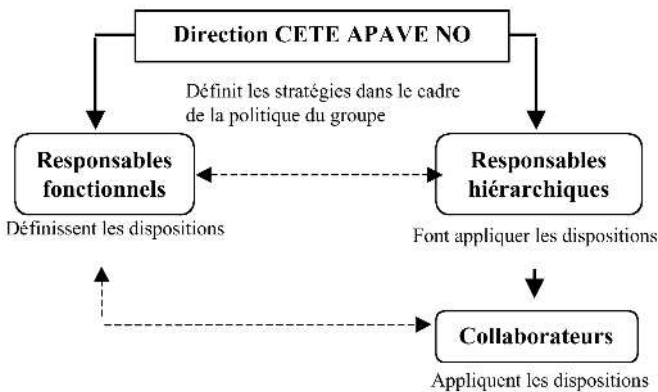 Direction CETE APAVE NO
Définit les stratégies dans le cadre
de la politique du groupe
Responsables
fonctionnels
Définissent les dispositions
Responsables
hiérarchiques
Font appliquer les dispositions
Collaborateurs
Appliquent les dispositions